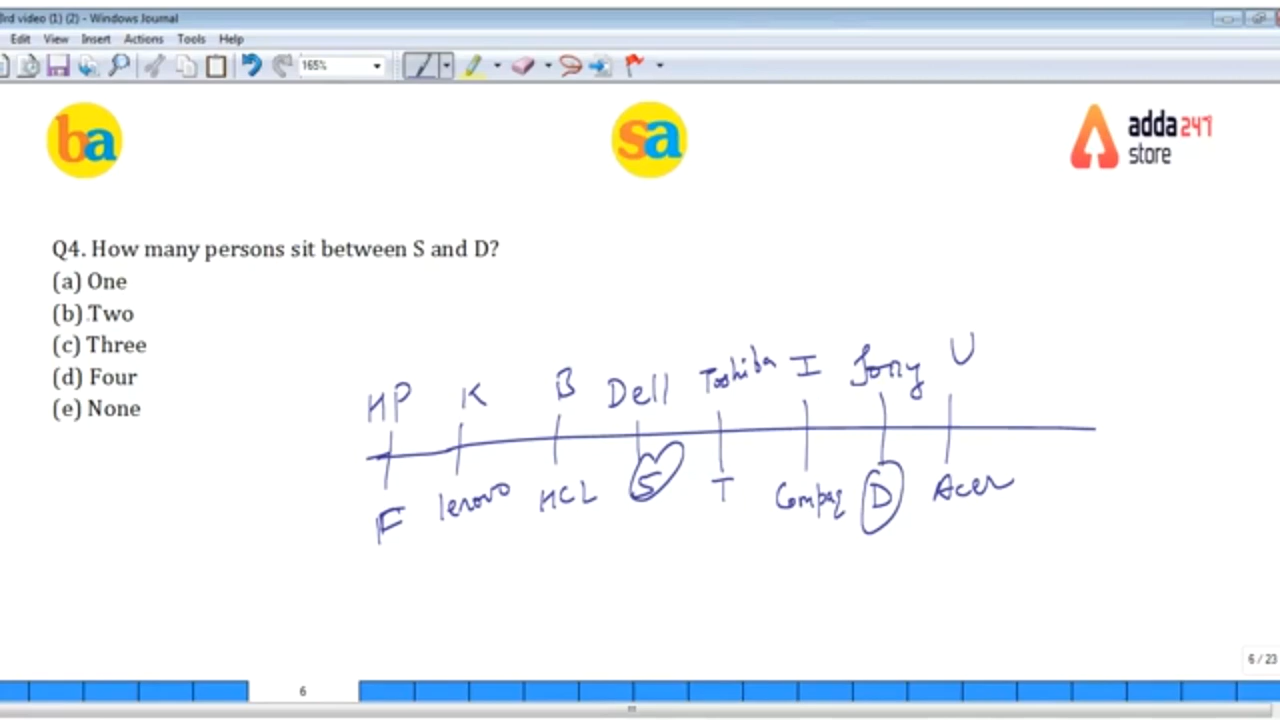 3rd video (1) (2) - Windows Journal
Edit View Insert Actions Tools Help
165%
ba
sa
adda247
store
Q4. How many persons sit between S and D?
(a) One
(b) Two
(c) Three
(d) Four
(e) None
HP K B Dell Toshiba I Sony U
F lenovo HCL S T Compaq D Acer
6 / 23
6